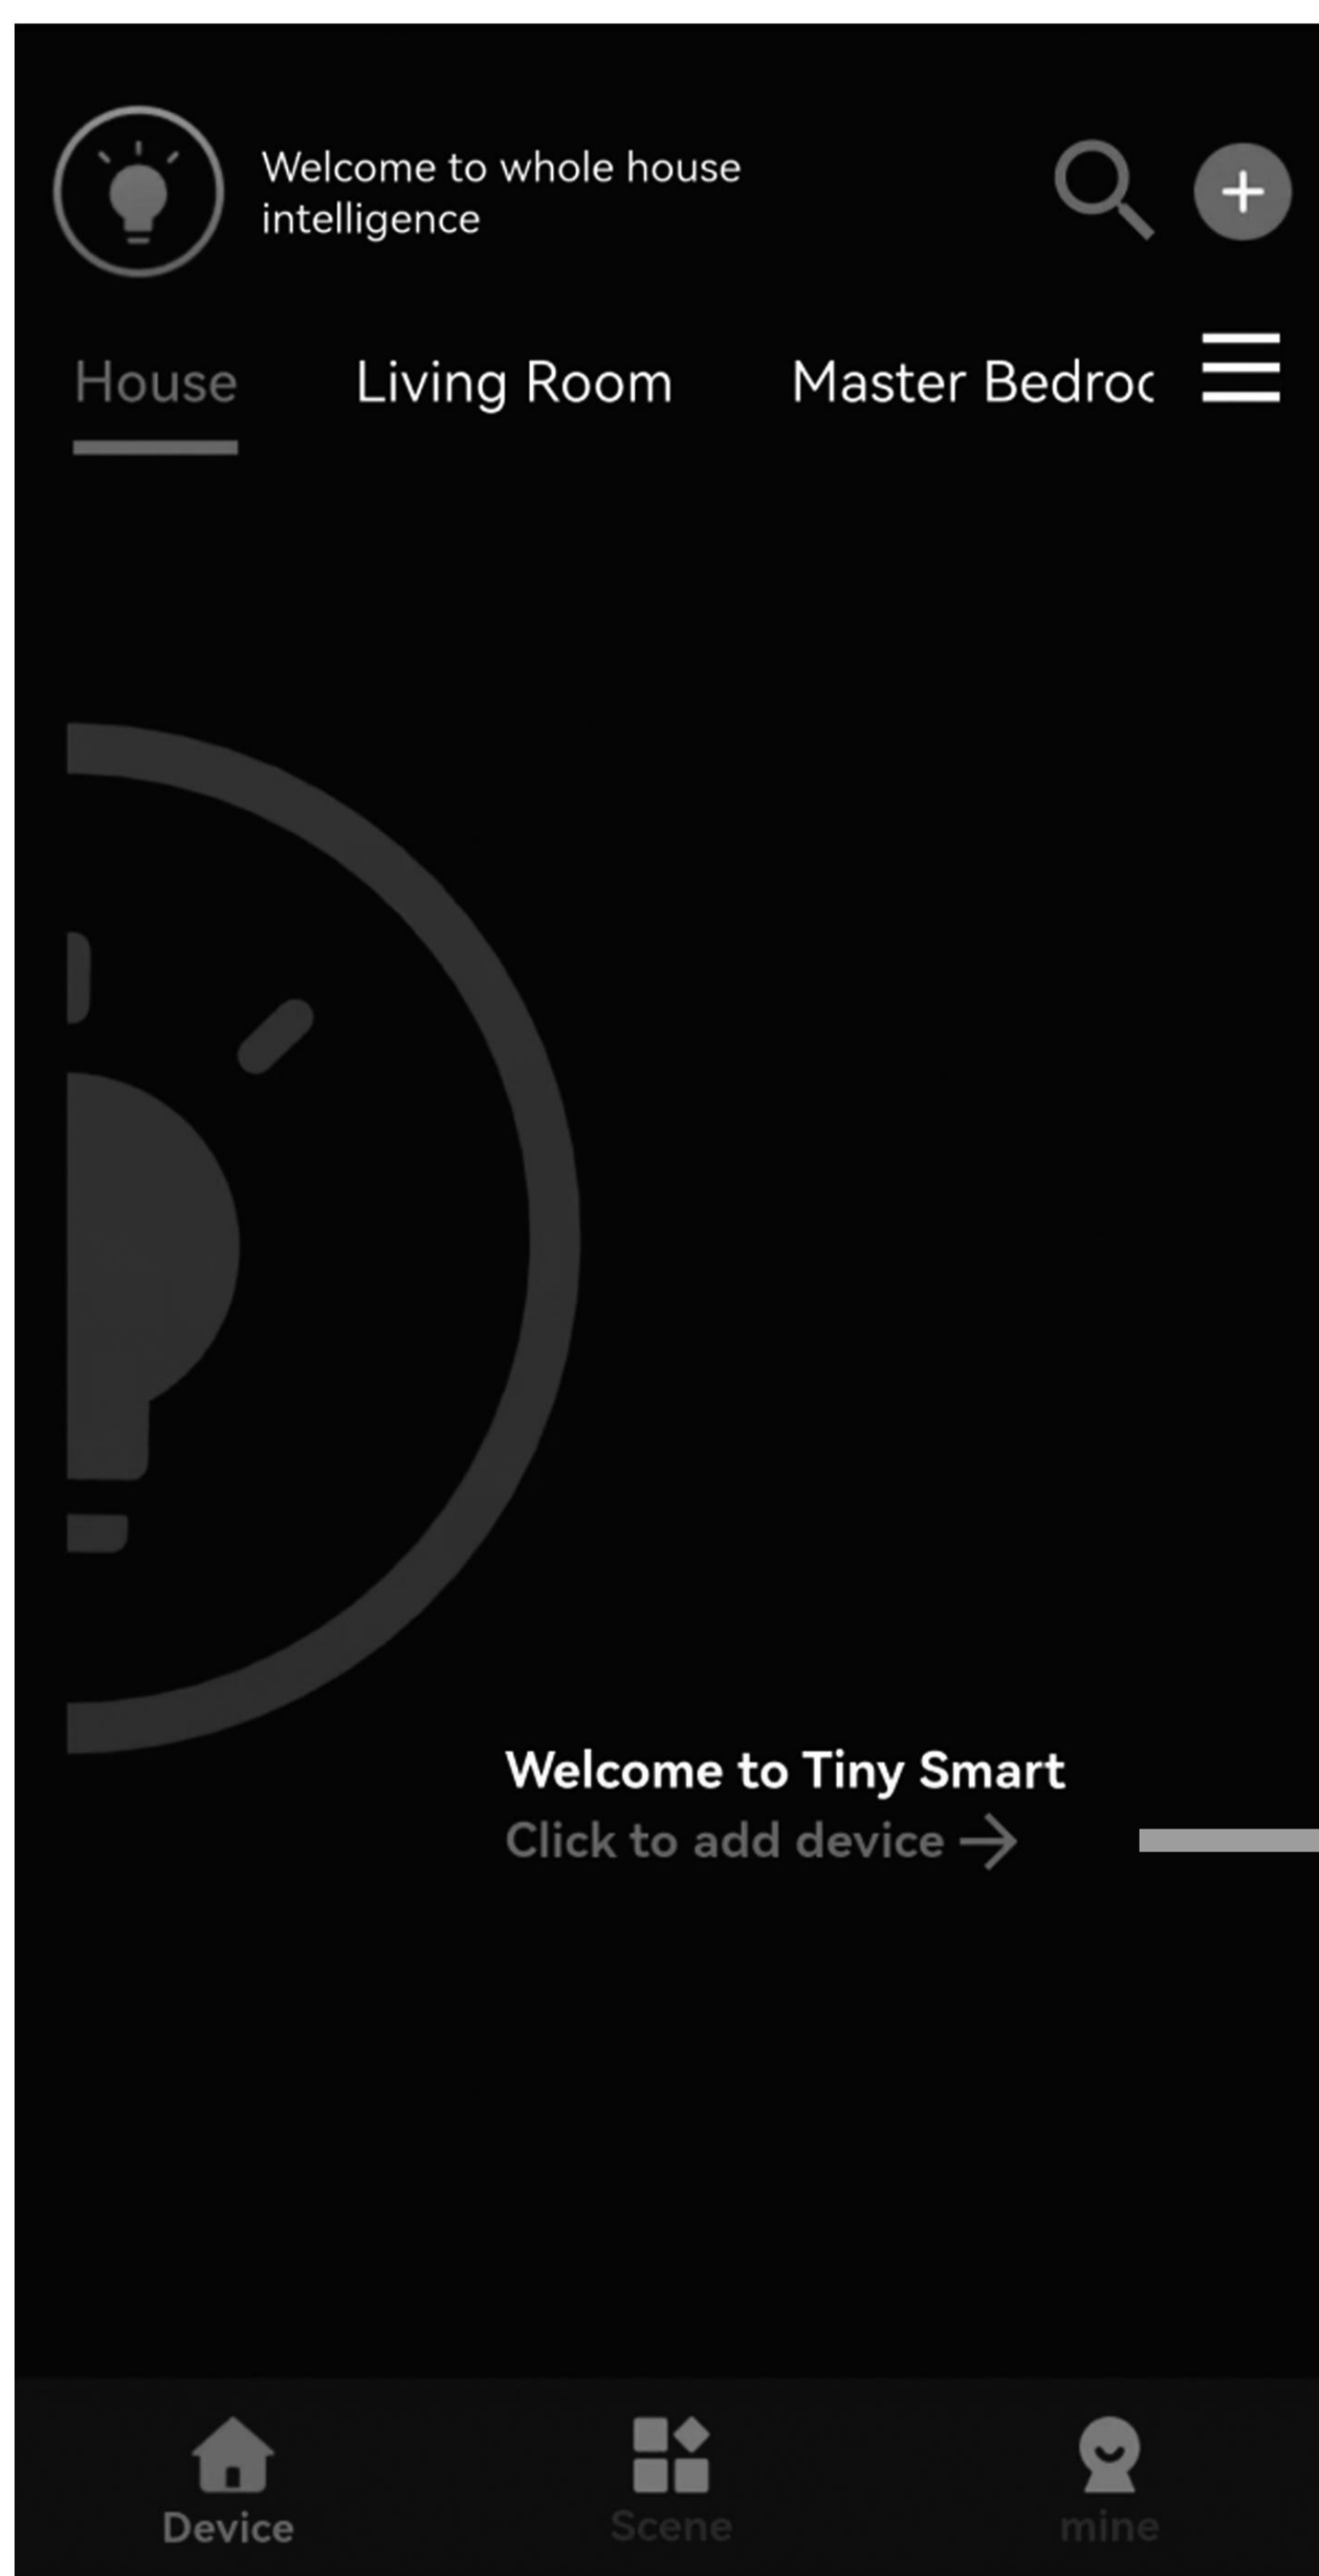 Welcome to whole house
intelligence
House Living Room Master Bedroo
Welcome to Tiny Smart
Click to add device
Device Scene mine